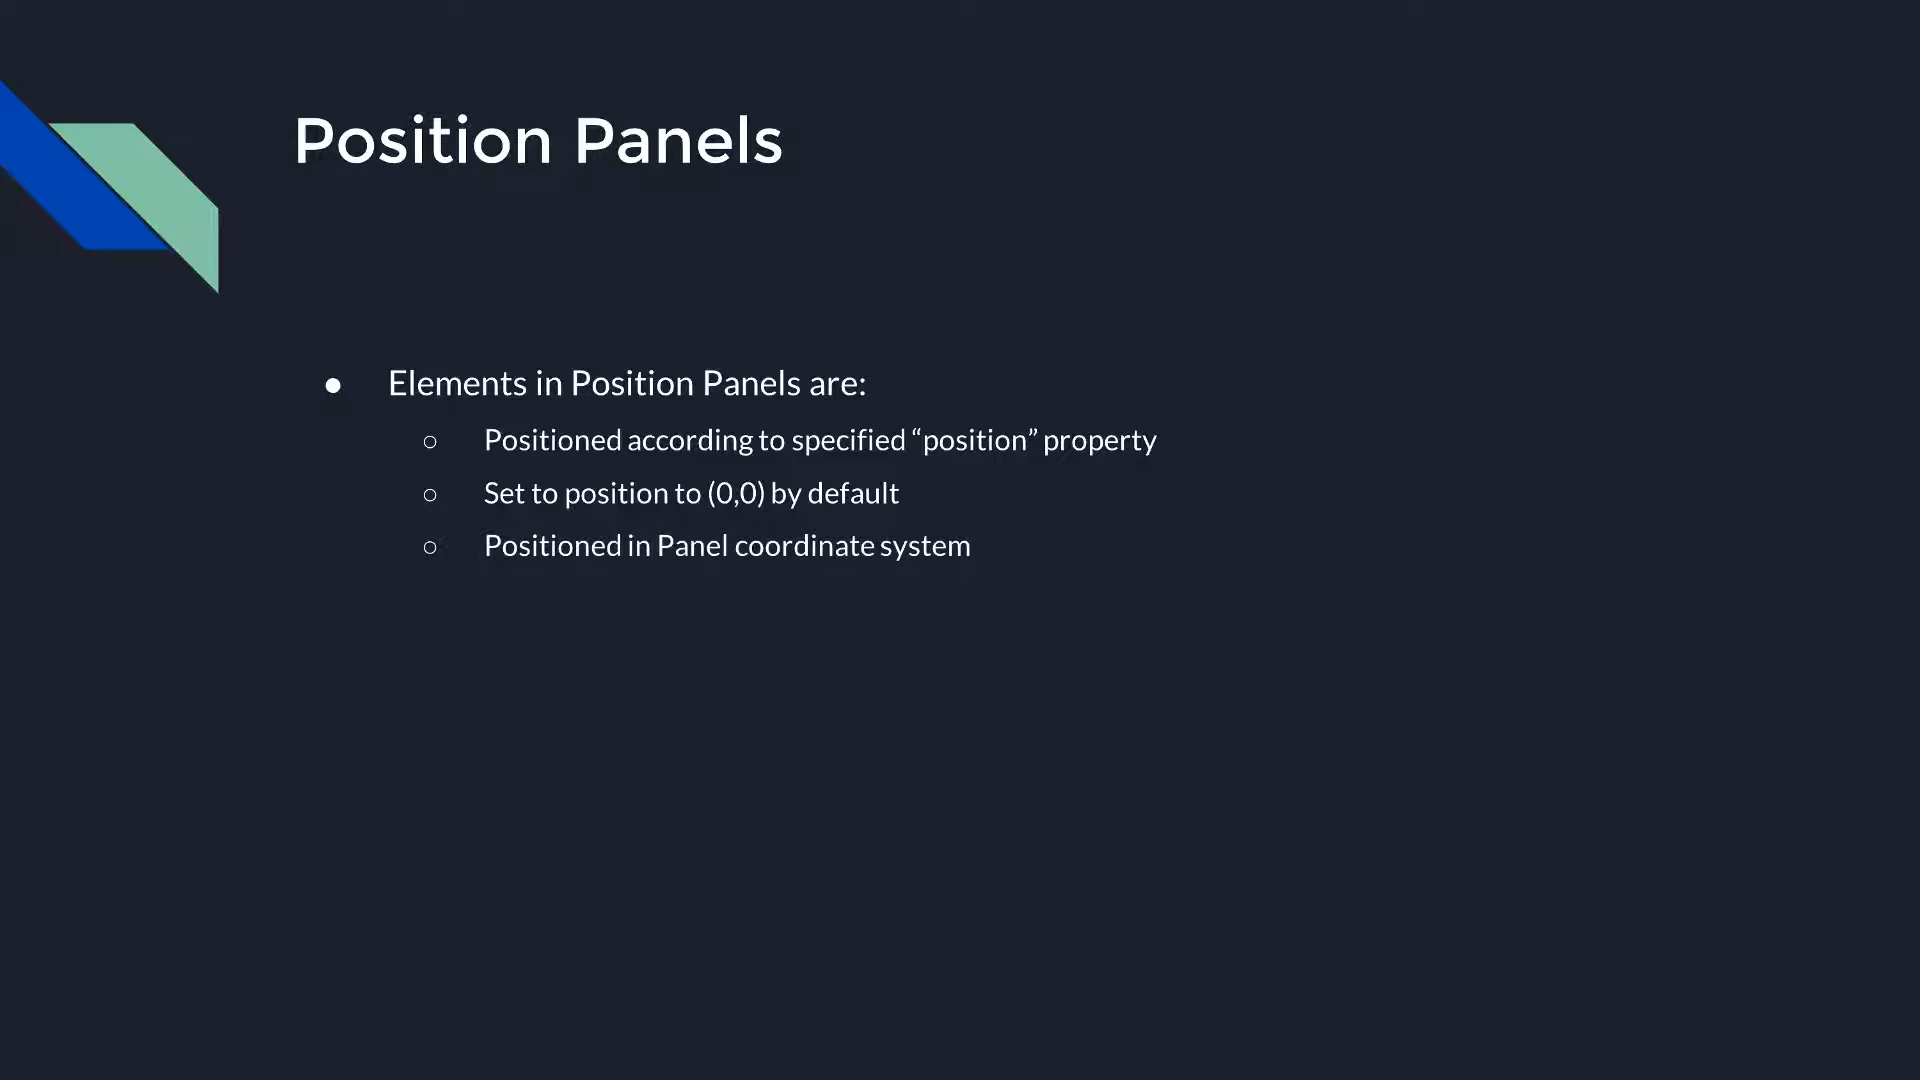 Position Panels
● Elements in Position Panels are:
○ Positioned according to specified “position” property
○ Set to position to (0,0) by default
○ Positioned in Panel coordinate system